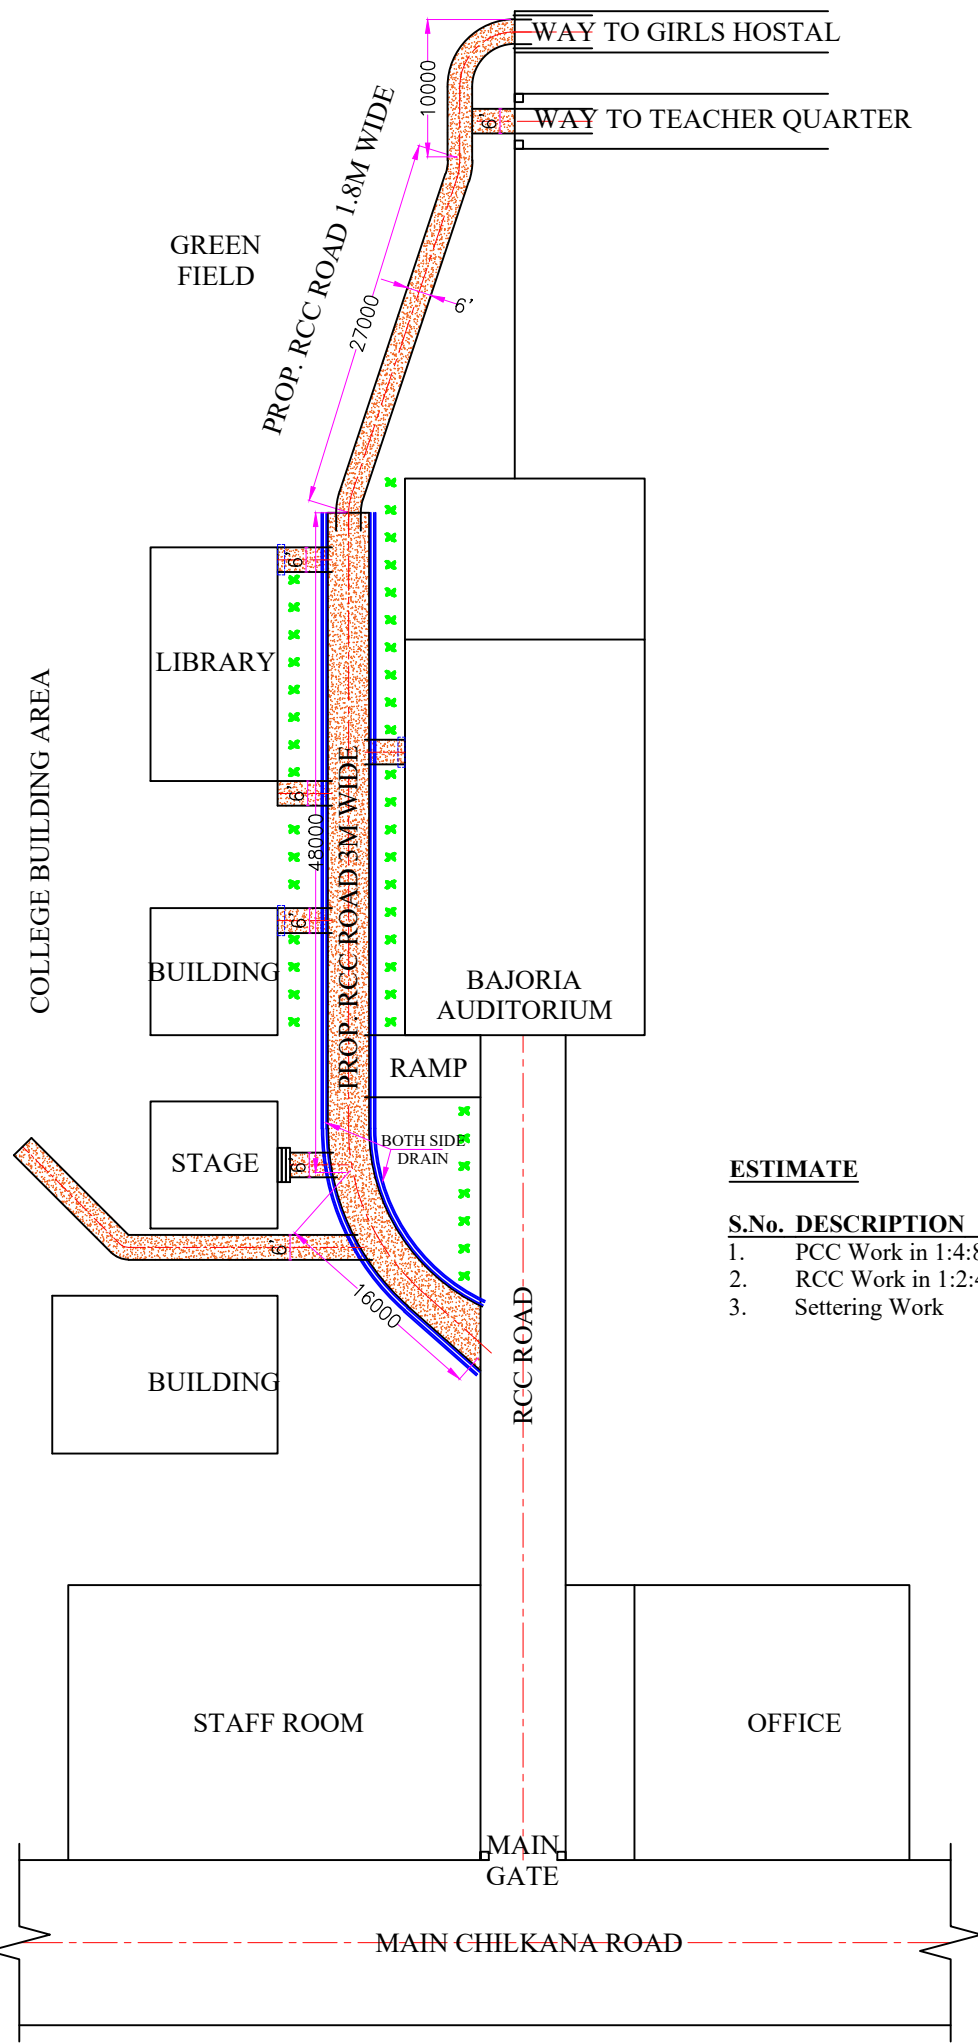 WAY TO GIRLS HOSTAL
10000
6'
WAY TO TEACHER QUARTER
PROP. RCC ROAD 1.8M WIDE
GREEN
FIELD
27000
6'
6'
LIBRARY
COLLEGE BUILDING AREA
6'
48000
PROP. RCC ROAD 3M WIDE
6'
BUILDING
BAJORIA
AUDITORIUM
RAMP
BOTH SIDE
DRAIN
STAGE
6'
6'
16000
ESTIMATE
S.No. DESCRIPTION
1. PCC Work in 1:4:8
2. RCC Work in 1:2:4
3. Settering Work
BUILDING
RCC ROAD
STAFF ROOM
OFFICE
MAIN
GATE
MAIN CHILKANA ROAD